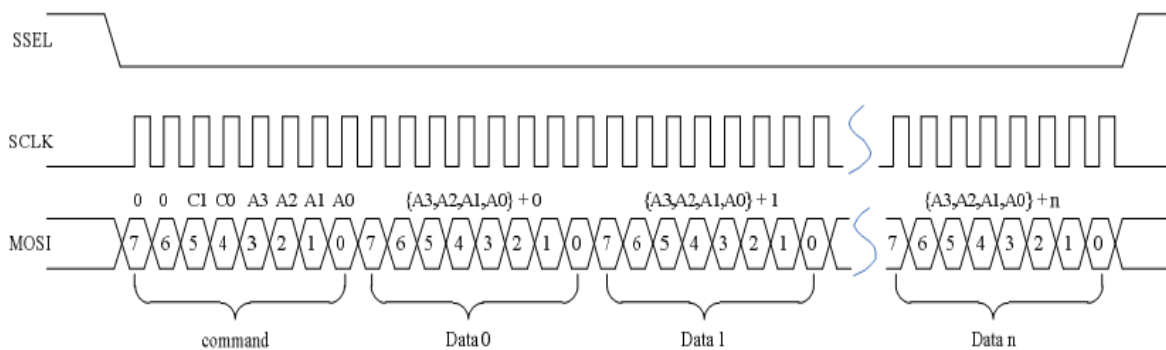 SSEL
SCLK
0 0 C1 C0 A3 A2 A1 A0 {A3,A2,A1,A0} + 0 {A3,A2,A1,A0} + 1 {A3,A2,A1,A0} + n
MOSI 7 6 5 4 3 2 1 0 7 6 5 4 3 2 1 0 7 6 5 4 3 2 1 0 7 6 5 4 3 2 1 0
command Data 0 Data 1 Data n